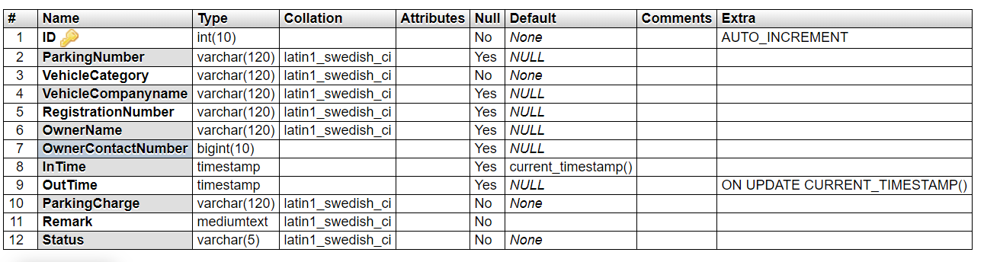 # Name Type Collation Attributes Null Default Comments Extra
1 ID int(10) No None AUTO_INCREMENT
2 ParkingNumber varchar(120) latin1_swedish_ci Yes NULL
3 VehicleCategory varchar(120) latin1_swedish_ci No None
4 VehicleCompanyname varchar(120) latin1_swedish_ci Yes NULL
5 RegistrationNumber varchar(120) latin1_swedish_ci Yes NULL
6 OwnerName varchar(120) latin1_swedish_ci Yes NULL
7 OwnerContactNumber bigint(10) Yes NULL
8 InTime timestamp Yes current_timestamp()
9 OutTime timestamp Yes NULL ON UPDATE CURRENT_TIMESTAMP()
10 ParkingCharge varchar(120) latin1_swedish_ci No None
11 Remark mediumtext latin1_swedish_ci No
12 Status varchar(5) latin1_swedish_ci No None